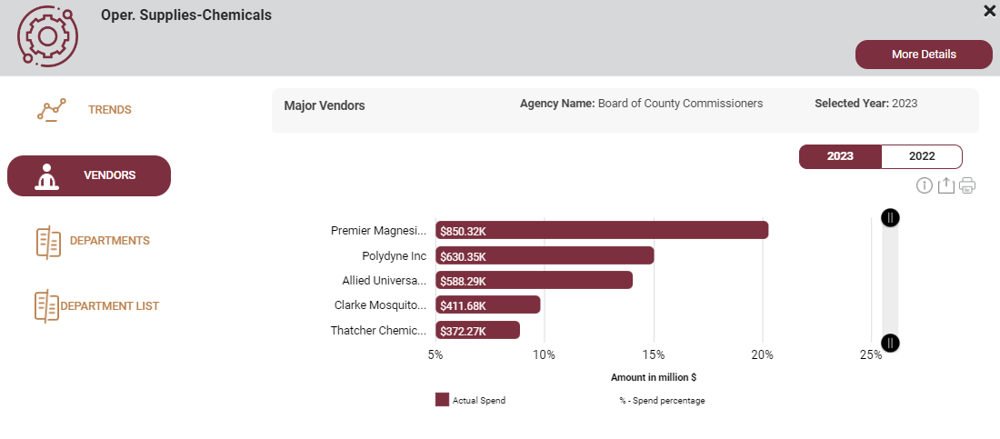 Oper. Supplies-Chemicals
More Details
TRENDS
VENDORS
DEPARTMENTS
DEPARTMENT LIST
Major Vendors
Agency Name: Board of County Commissioners
Selected Year: 2023
2023
2022
Premier Magnesi... $850.32K
Polydyne Inc $630.35K
Allied Universa... $588.29K
Clarke Mosquito... $411.68K
Thatcher Chemic... $372.27K
5% 10% 15% 20% 25%
Amount in million $
Actual Spend
% - Spend percentage